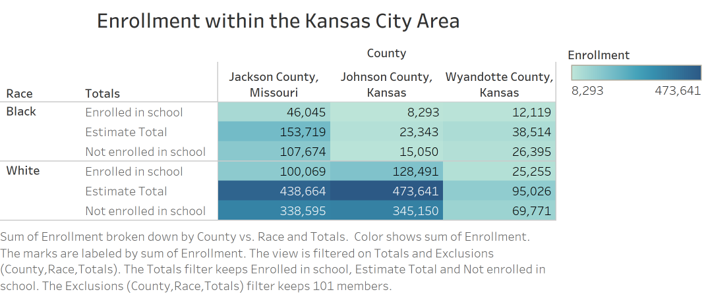 Enrollment within the Kansas City Area
County
Enrollment
Race Totals Jackson County, Missouri Johnson County, Kansas Wyandotte County, Kansas
8,293 473,641
Black Enrolled in school 46,045 8,293 12,119
Estimate Total 153,719 23,343 38,514
Not enrolled in school 107,674 15,050 26,395
White Enrolled in school 100,069 128,491 25,255
Estimate Total 438,664 473,641 95,026
Not enrolled in school 338,595 345,150 69,771
Sum of Enrollment broken down by County vs. Race and Totals. Color shows sum of Enrollment.
The marks are labeled by sum of Enrollment. The view is filtered on Totals and Exclusions
(County,Race,Totals). The Totals filter keeps Enrolled in school, Estimate Total and Not enrolled in
school. The Exclusions (County,Race,Totals) filter keeps 101 members.